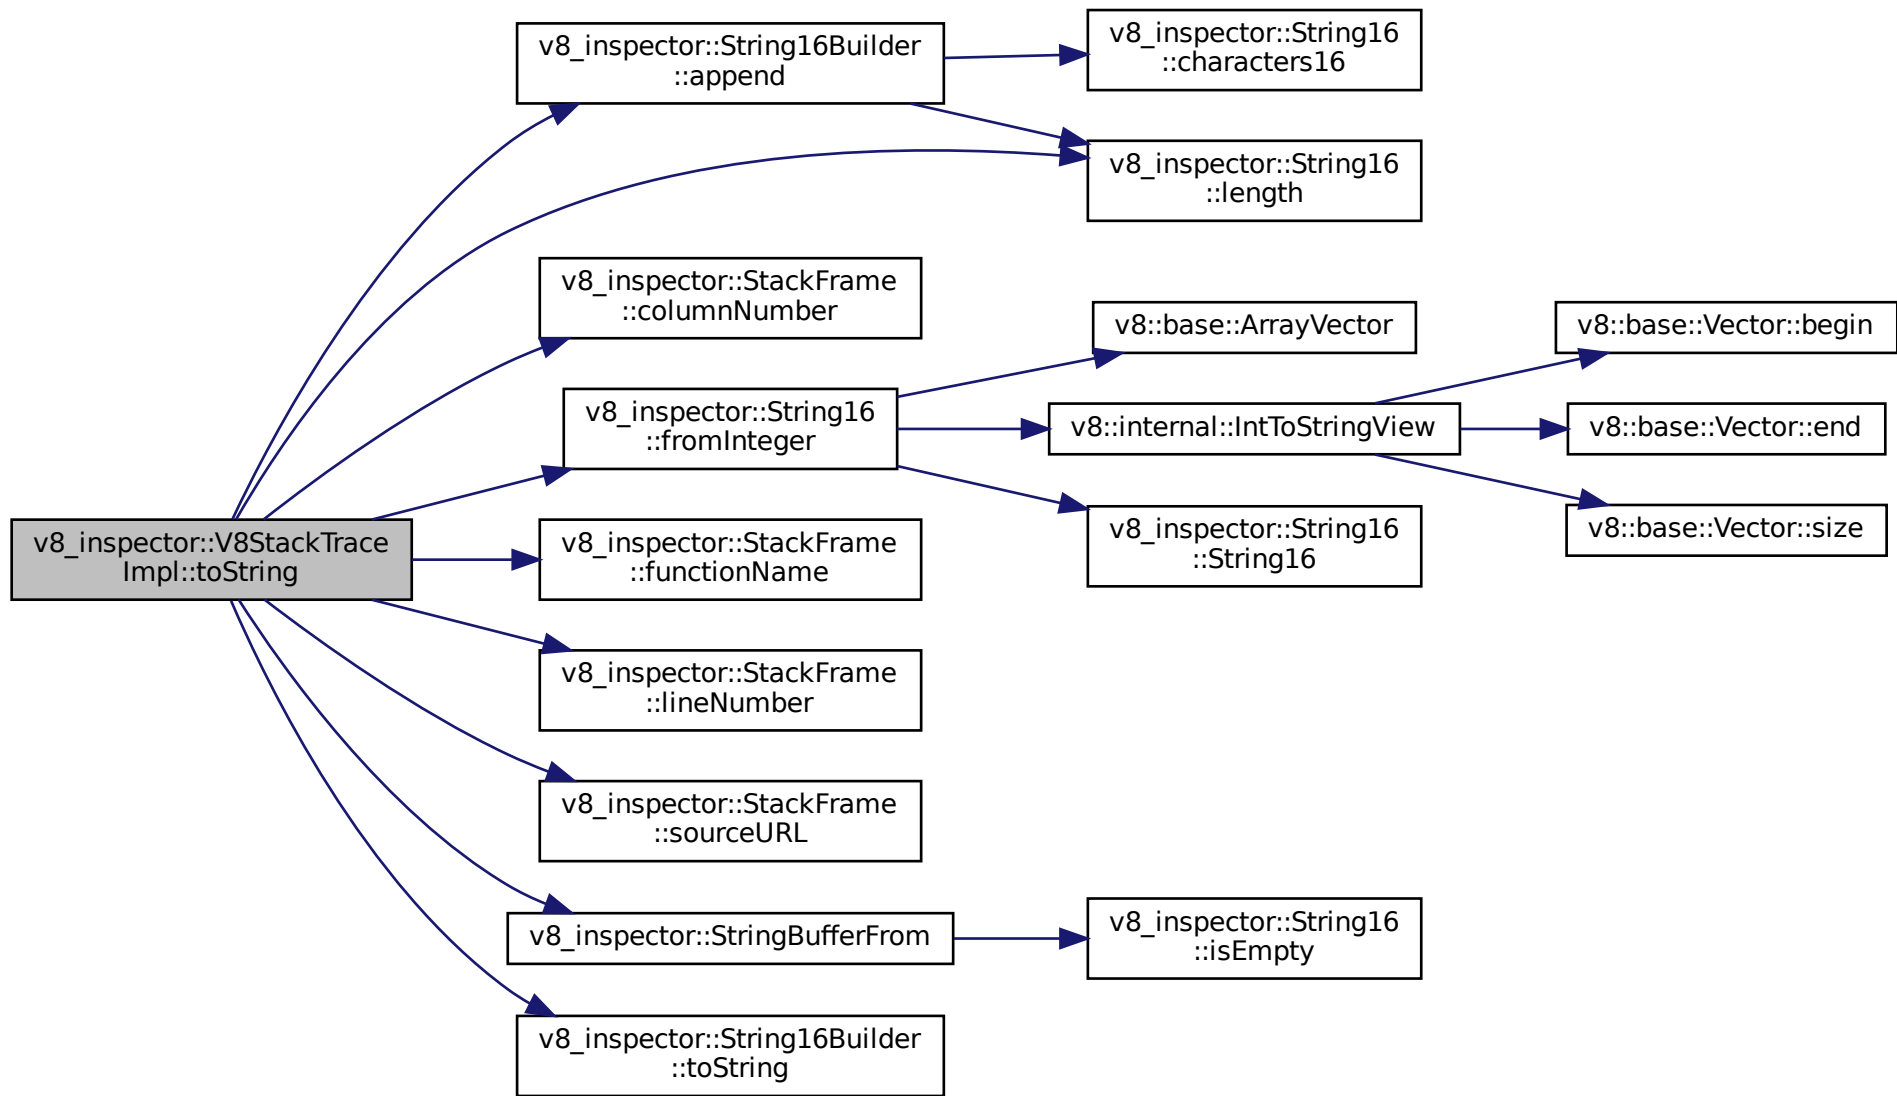 v8_inspector::V8StackTrace
Impl::toString
v8_inspector::String16Builder
::append
v8_inspector::String16
::characters16
v8_inspector::String16
::length
v8_inspector::StackFrame
::columnNumber
v8_inspector::String16
::fromInteger
v8::base::ArrayVector
v8::internal::IntToStringView
v8::base::Vector::begin
v8::base::Vector::end
v8::base::Vector::size
v8_inspector::String16
::String16
v8_inspector::StackFrame
::functionName
v8_inspector::StackFrame
::lineNumber
v8_inspector::StackFrame
::sourceURL
v8_inspector::StringBufferFrom
v8_inspector::String16
::isEmpty
v8_inspector::String16Builder
::toString